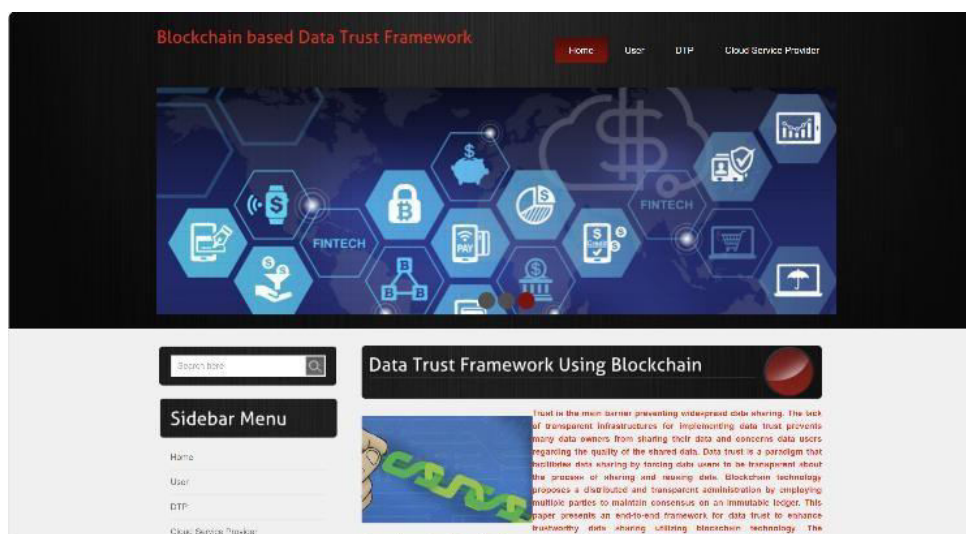 Blockchain based Data Trust Framework
Home User DTP Cloud Service Provider
FINTECH
FINTECH
PAY
Search here
Data Trust Framework Using Blockchain
Sidebar Menu
Home
User
DTP
Cloud Service Provider
Trust is the main barrier preventing widespread data sharing. The lack
of transparent infrastructures for implementing data trust prevents
many data owners from sharing their data and concerns data users
regarding the quality of the shared data. Data trust is a paradigm that
facilitates data sharing by forcing data users to be transparent about
the process of sharing and reusing data. Blockchain technology
proposes a distributed and transparent administration by employing
multiple parties to maintain consensus on an immutable ledger. This
paper presents an end-to-end framework for data trust to enhance
trustworthy data sharing utilizing blockchain technology. The